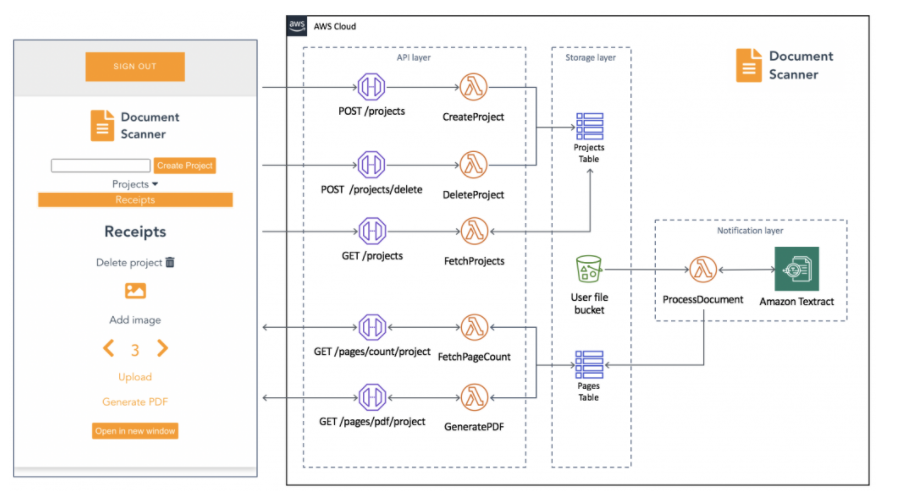 SIGN OUT
Document
Scanner
Create Project
Projects
Receipts
Receipts
Delete project
Add image
3
Upload
Generate PDF
Open in new window
aws
AWS Cloud
API layer
POST /projects
CreateProject
POST /projects/delete
DeleteProject
GET /projects
FetchProjects
GET /pages/count/project
FetchPageCount
GET /pages/pdf/project
GeneratePDF
Storage layer
Projects
Table
User file
bucket
Pages
Table
Document
Scanner
Notification layer
ProcessDocument
Amazon Textract